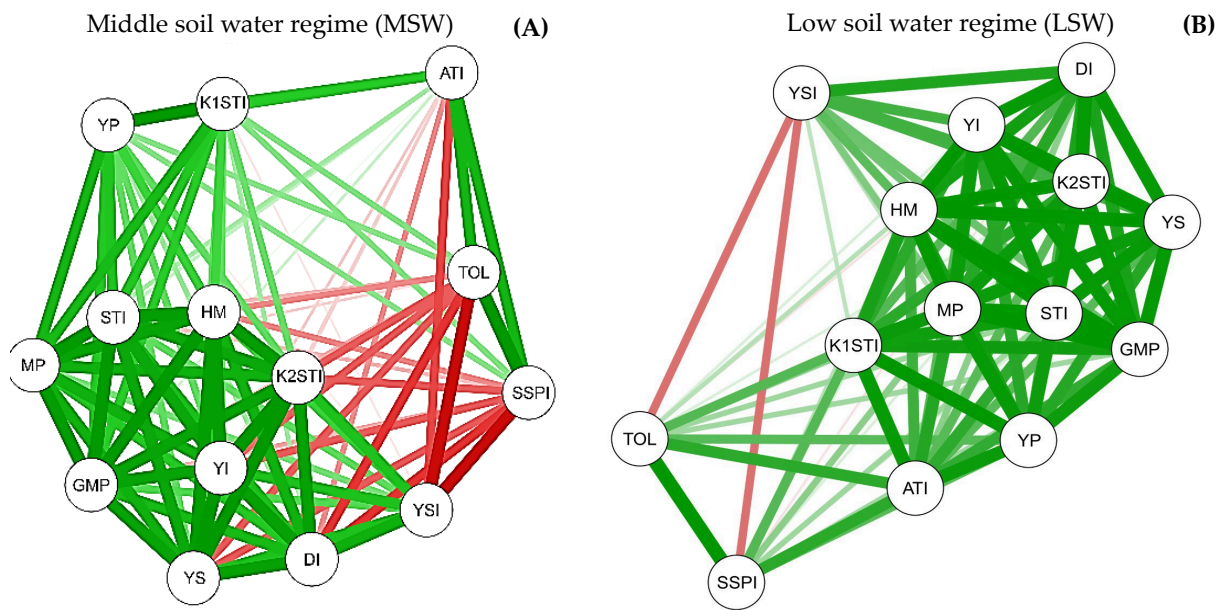 Middle soil water regime (MSW)
(A)
ATI
K1STI
YP
TOL
STI
HM
MP
K2STI
SSPI
YI
GMP
YSI
DI
YS
Low soil water regime (LSW)
(B)
DI
YSI
YI
K2STI
HM
YS
MP
STI
K1STI
GMP
TOL
YP
ATI
SSPI